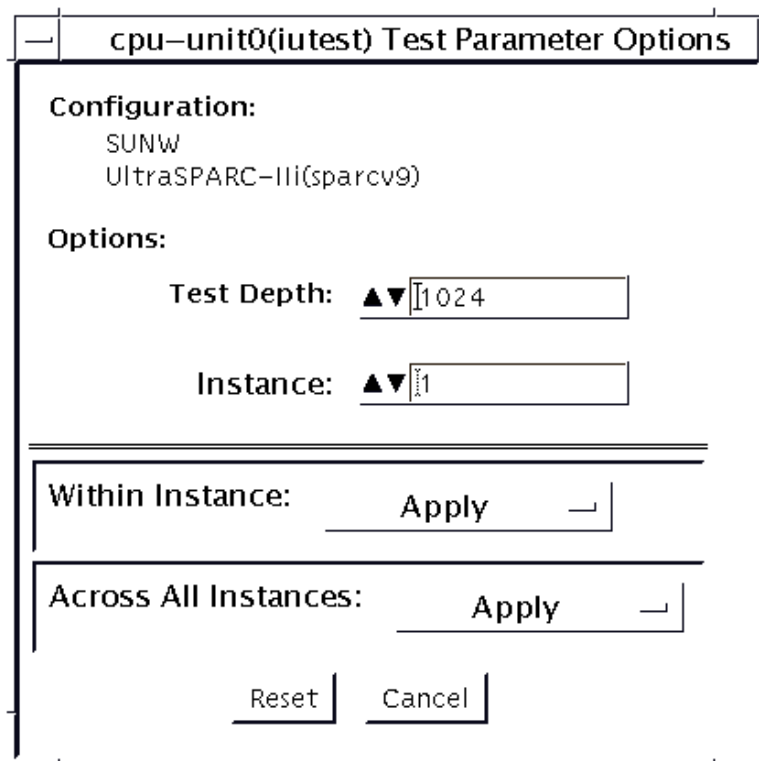 cpu–unit0(iutest) Test Parameter Options
Configuration:
SUNW
UltraSPARC–IIi(sparcv9)
Options:
Test Depth: 1024
Instance: 1
Within Instance: Apply
Across All Instances: Apply
Reset Cancel